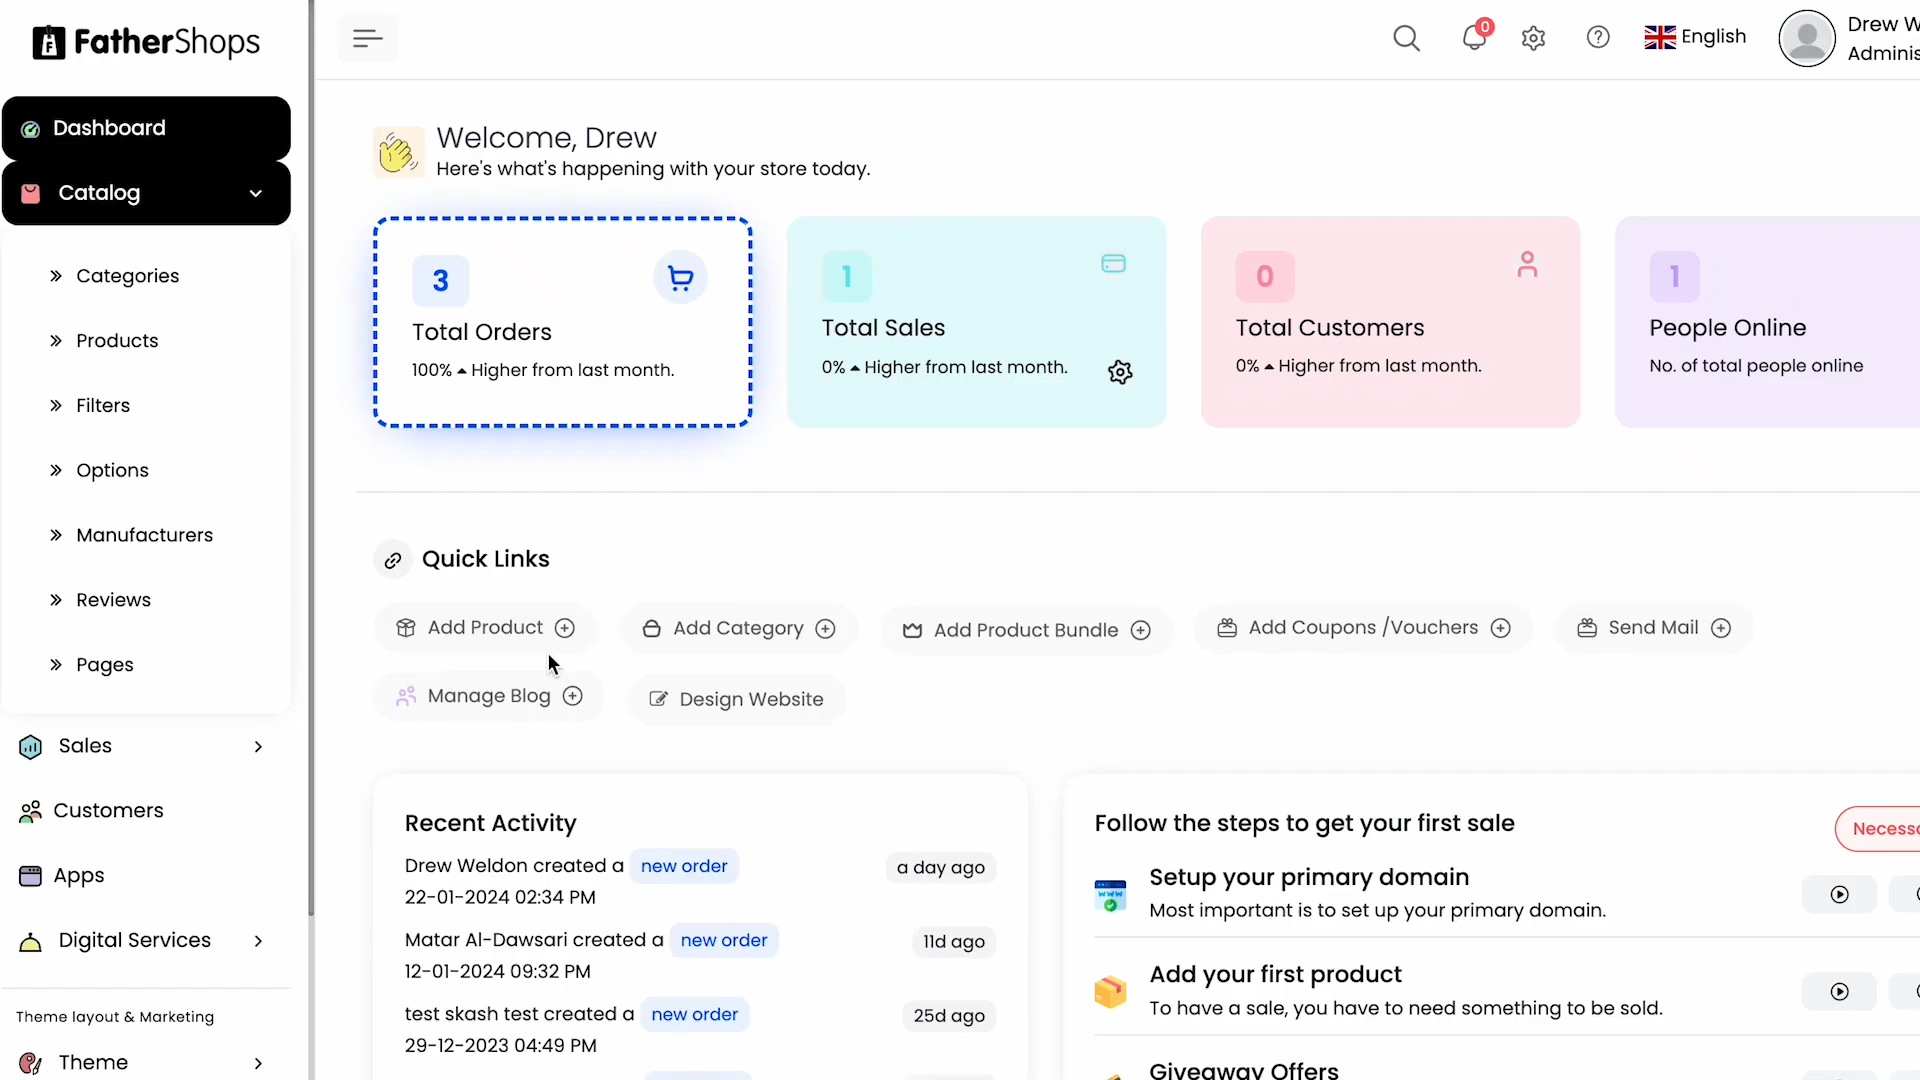 FatherShops
Dashboard
Catalog
Categories
Products
Filters
Options
Manufacturers
Reviews
Pages
Sales
Customers
Apps
Digital Services
Theme layout & Marketing
Theme
0
English
Drew W
Adminis
Welcome, Drew
Here's what's happening with your store today.
3
Total Orders
100% Higher from last month.
1
Total Sales
0% Higher from last month.
0
Total Customers
0% Higher from last month.
1
People Online
No. of total people online
Quick Links
Add Product
Add Category
Add Product Bundle
Add Coupons /Vouchers
Send Mail
Manage Blog
Design Website
Recent Activity
Drew Weldon created a new order a day ago
22-01-2024 02:34 PM
Matar Al-Dawsari created a new order 11d ago
12-01-2024 09:32 PM
test skash test created a new order 25d ago
29-12-2023 04:49 PM
Follow the steps to get your first sale
Necess
Setup your primary domain
Most important is to set up your primary domain.
Add your first product
To have a sale, you have to need something to be sold.
Giveaway Offers